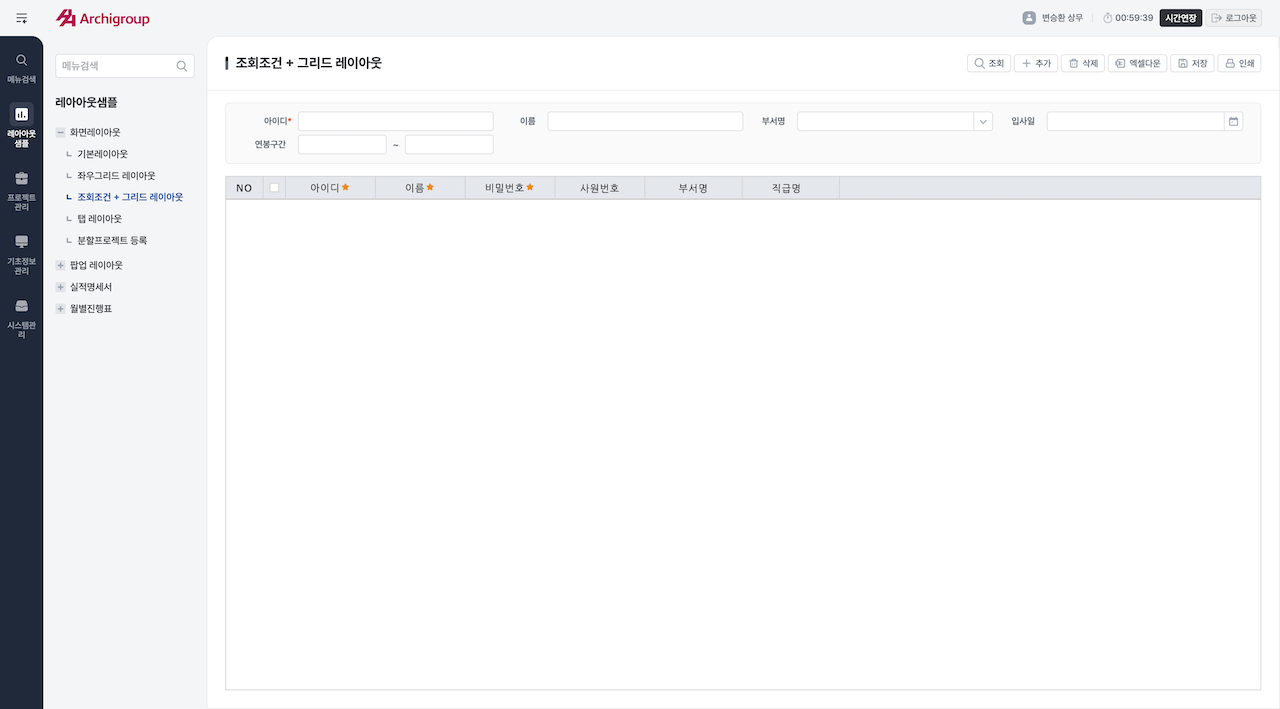 Archigroup
변승환 상무
00:59:39
시간연장
로그아웃
메뉴검색
레아아웃
샘플
프로젝트
관리
기초정보
관리
시스템관
리
메뉴검색
레아아웃샘플
화면레이아웃
기본레이아웃
좌우그리드 레이아웃
조회조건 + 그리드 레이아웃
탭 레이아웃
분할프로젝트 등록
팝업 레이아웃
실적명세서
월별진행표
조회조건 + 그리드 레이아웃
조회
추가
삭제
엑셀다운
저장
인쇄
아이디*
이름
부서명
입사일
연봉구간
~
NO
아이디
이름
비밀번호
사원번호
부서명
직급명